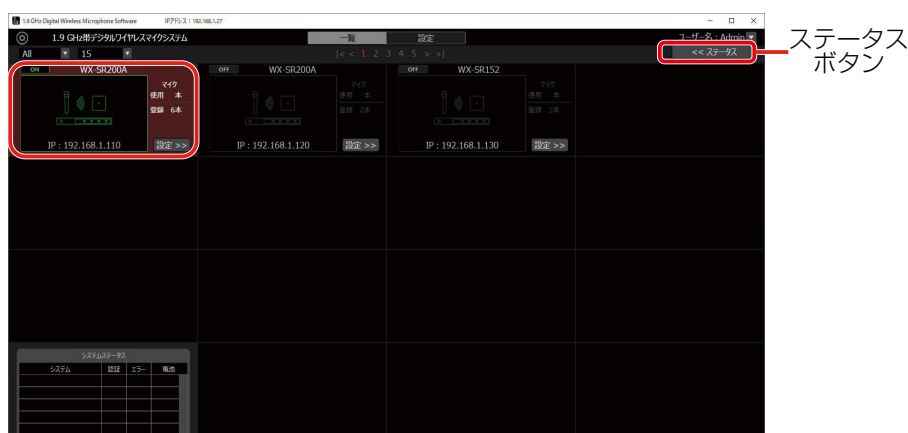 1.9 GHz Digital Wireless Microphone Software IPアドレス : 192.168.1.27
1.9 GHz帯デジタルワイヤレスマイクシステム 一覧 設定 ユーザー名 : Admin
All 15 |< < 1 2 3 4 5 > >| << ステータス
ステータス
ボタン
ON WX-SR200A
マイク
使用 本
登録 6本
IP : 192.168.1.110 設定 >>
OFF WX-SR200A
マイク
使用 本
登録 2本
IP : 192.168.1.120 設定 >>
OFF WX-SR152
マイク
使用 本
登録 2本
IP : 192.168.1.130 設定 >>
システムステータス
システム 認証 エラー 電池